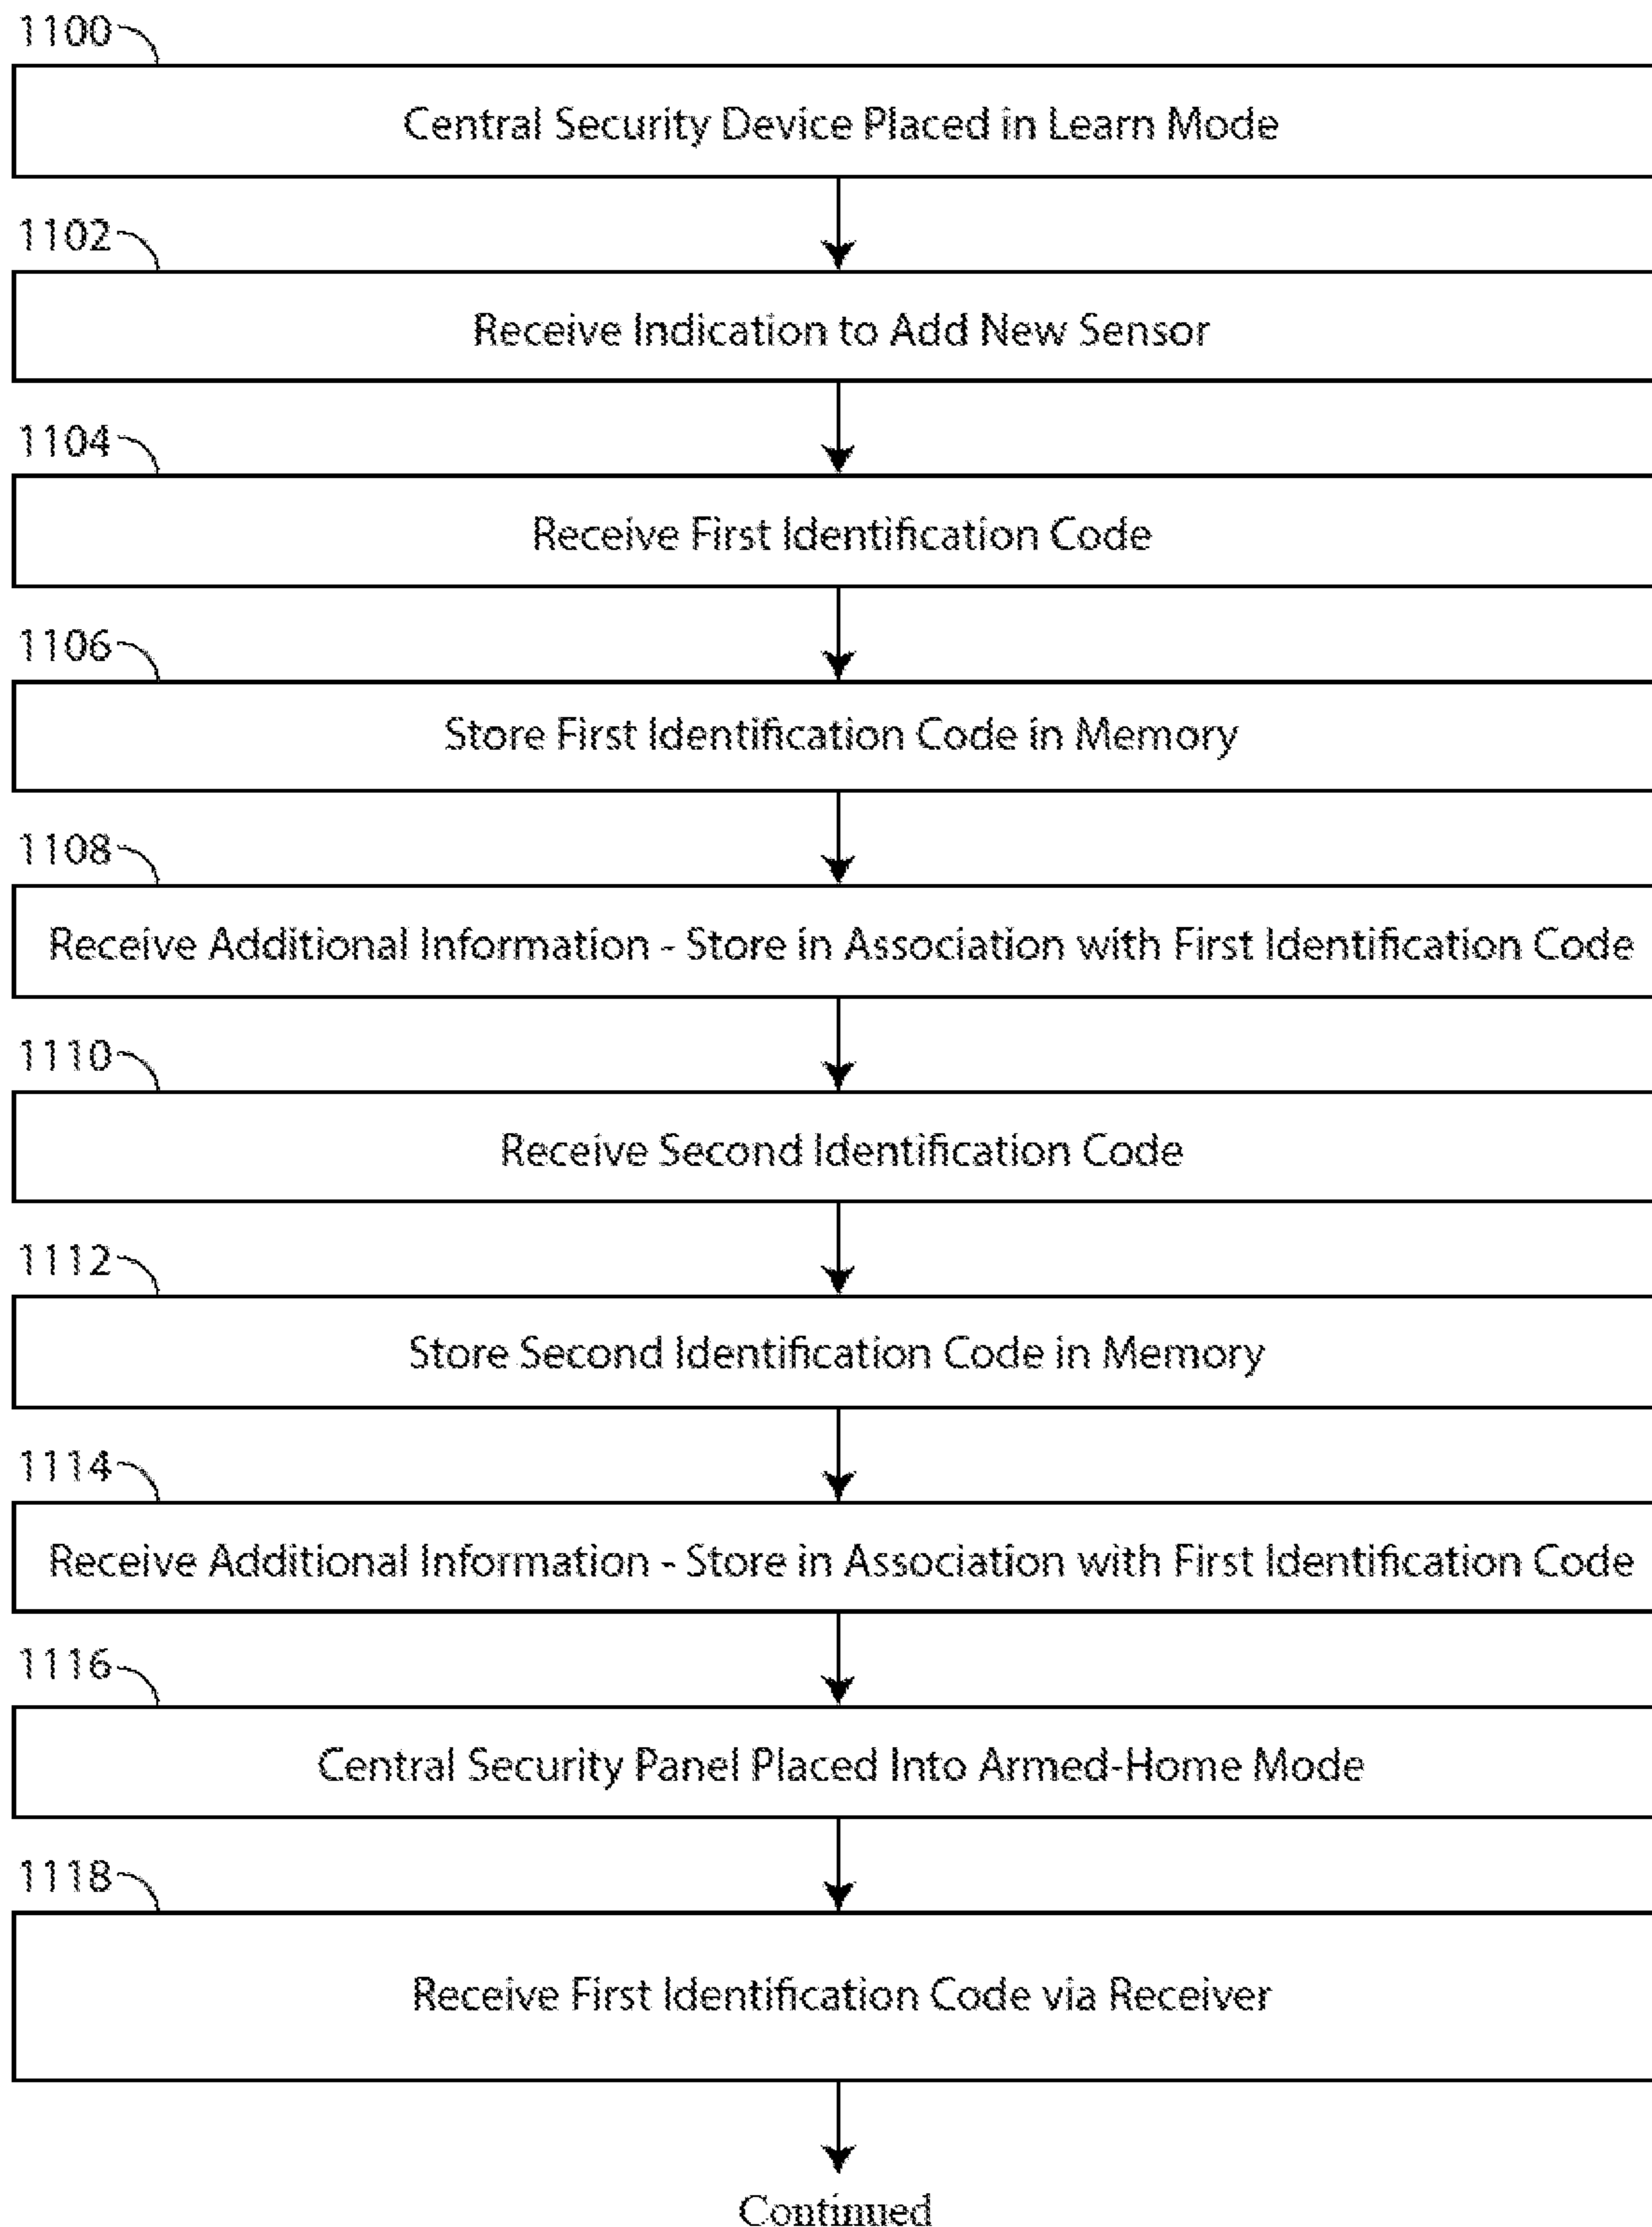 1100
Central Security Device Placed in Learn Mode
1102
Receive Indication to Add New Sensor
1104
Receive First Identification Code
1106
Store First Identification Code in Memory
1108
Receive Additional Information - Store in Association with First Identification Code
1110
Receive Second Identification Code
1112
Store Second Identification Code in Memory
1114
Receive Additional Information - Store in Association with First Identification Code
1116
Central Security Panel Placed Into Armed-Home Mode
1118
Receive First Identification Code via Receiver
Continued